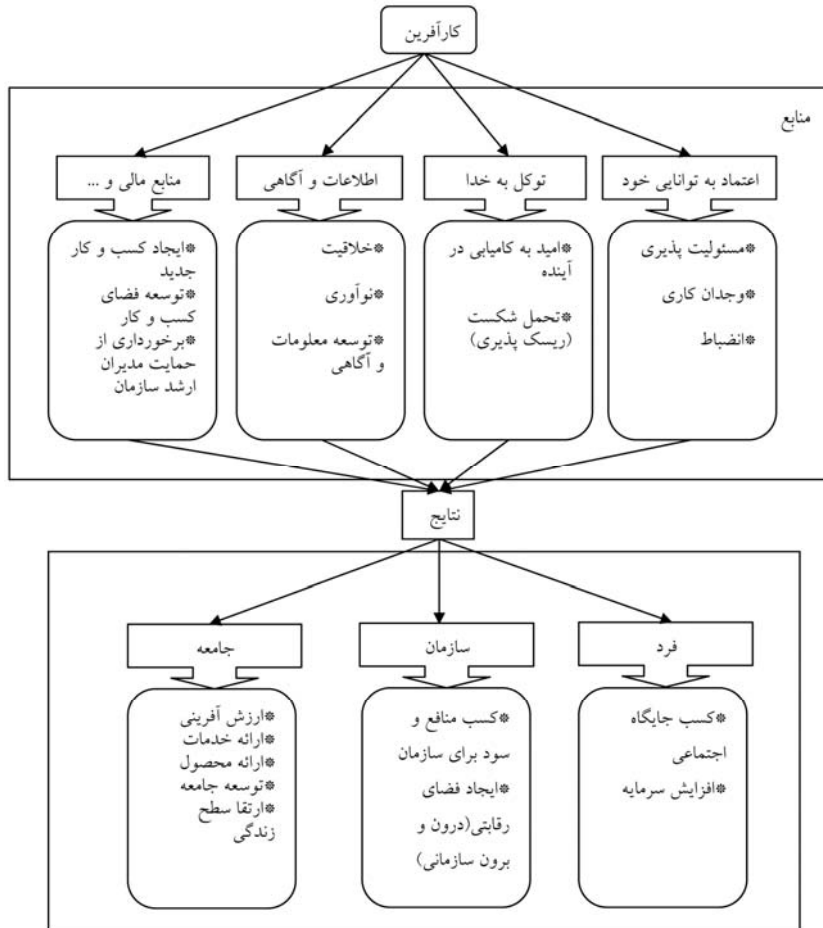 کارآفرین
منابع
اعتماد به توانایی خود
توکل به خدا
اطلاعات و آگاهی
منابع مالی و ...
*مسئولیت پذیری
*وجدان کاری
*انضباط
*امید به کامیابی در
آینده
*تحمل شکست
(ریسک پذیری)
*خلاقیت
*نوآوری
*توسعه معلومات
و آگاهی
*ایجاد کسب و کار
جدید
*توسعه فضای
کسب و کار
*برخورداری از
حمایت مدیران
ارشد سازمان
نتایج
فرد
سازمان
جامعه
*کسب جایگاه
اجتماعی
*افزایش سرمایه
*کسب منافع و
سود برای سازمان
*ایجاد فضای
رقابتی(درون و
برون سازمانی)
*ارزش آفرینی
*ارائه خدمات
*ارائه محصول
*توسعه جامعه
*ارتقا سطح
زندگی